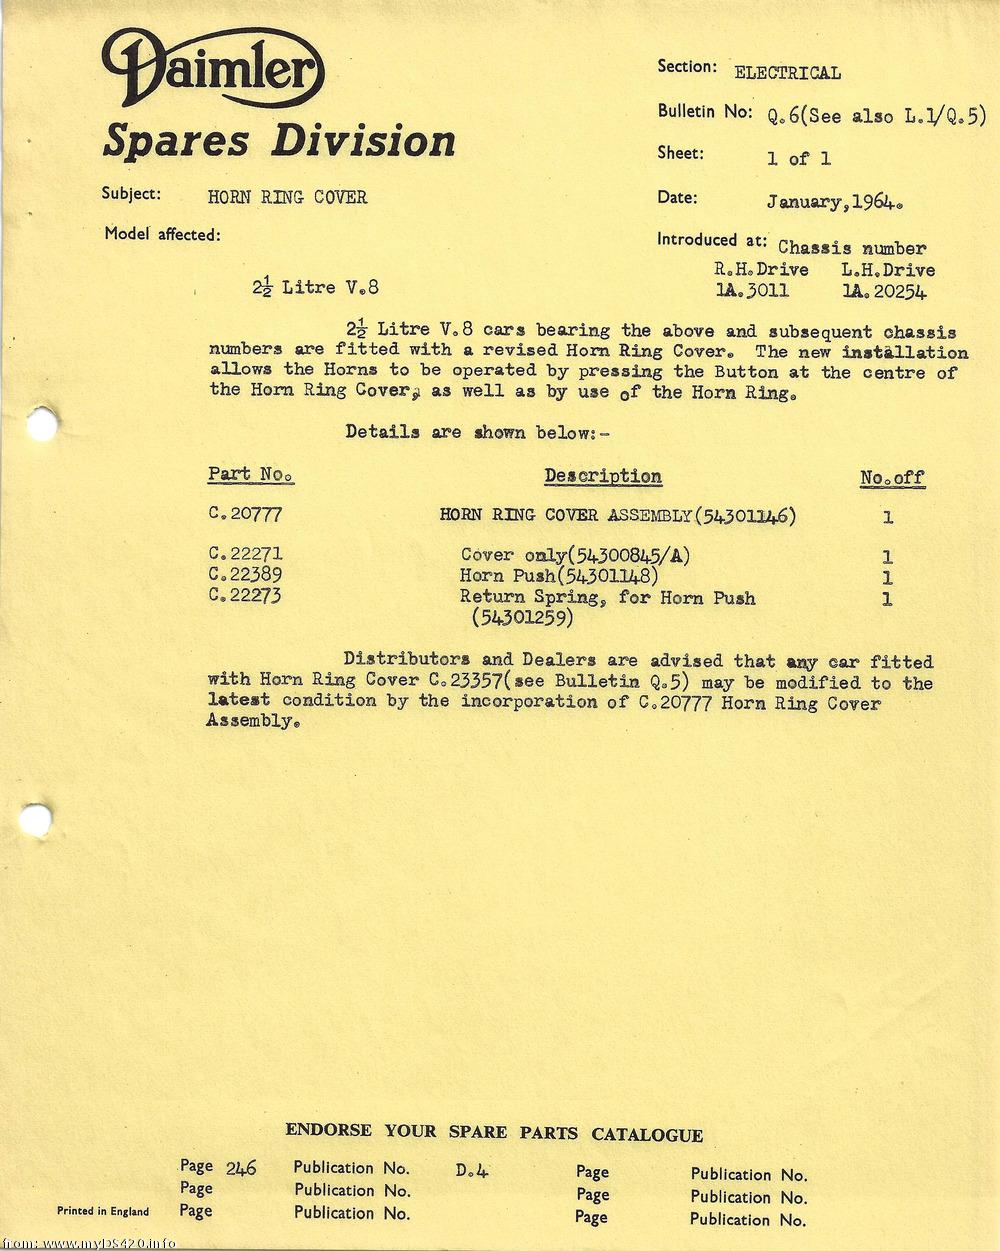 Daimler
Spares Division
Section: ELECTRICAL
Bulletin No: Q.6(See also L.1/Q.5)
Sheet: 1 of 1
Subject: HORN RING COVER
Date: January,1964.
Model affected:
Introduced at: Chassis number
R.H.Drive L.H.Drive
2½ Litre V.8
1A.3011 1A.20254
2½ Litre V.8 cars bearing the above and subsequent chassis
numbers are fitted with a revised Horn Ring Cover. The new installation
allows the Horns to be operated by pressing the Button at the centre of
the Horn Ring Cover, as well as by use of the Horn Ring.
Details are shown below:-
Part No. Description No.off
C.20777 HORN RING COVER ASSEMBLY(54301146) 1
C.22271 Cover only(54300845/A) 1
C.22389 Horn Push(54301148) 1
C.22273 Return Spring, for Horn Push 1
(54301259)
Distributors and Dealers are advised that any car fitted
with Horn Ring Cover C.23357(see Bulletin Q.5) may be modified to the
latest condition by the incorporation of C.20777 Horn Ring Cover
Assembly.
ENDORSE YOUR SPARE PARTS CATALOGUE
Page 246 Publication No. D.4 Page Publication No.
Page Publication No. Page Publication No.
Printed in England Page Publication No. Page Publication No.
from: www.myDS420.info